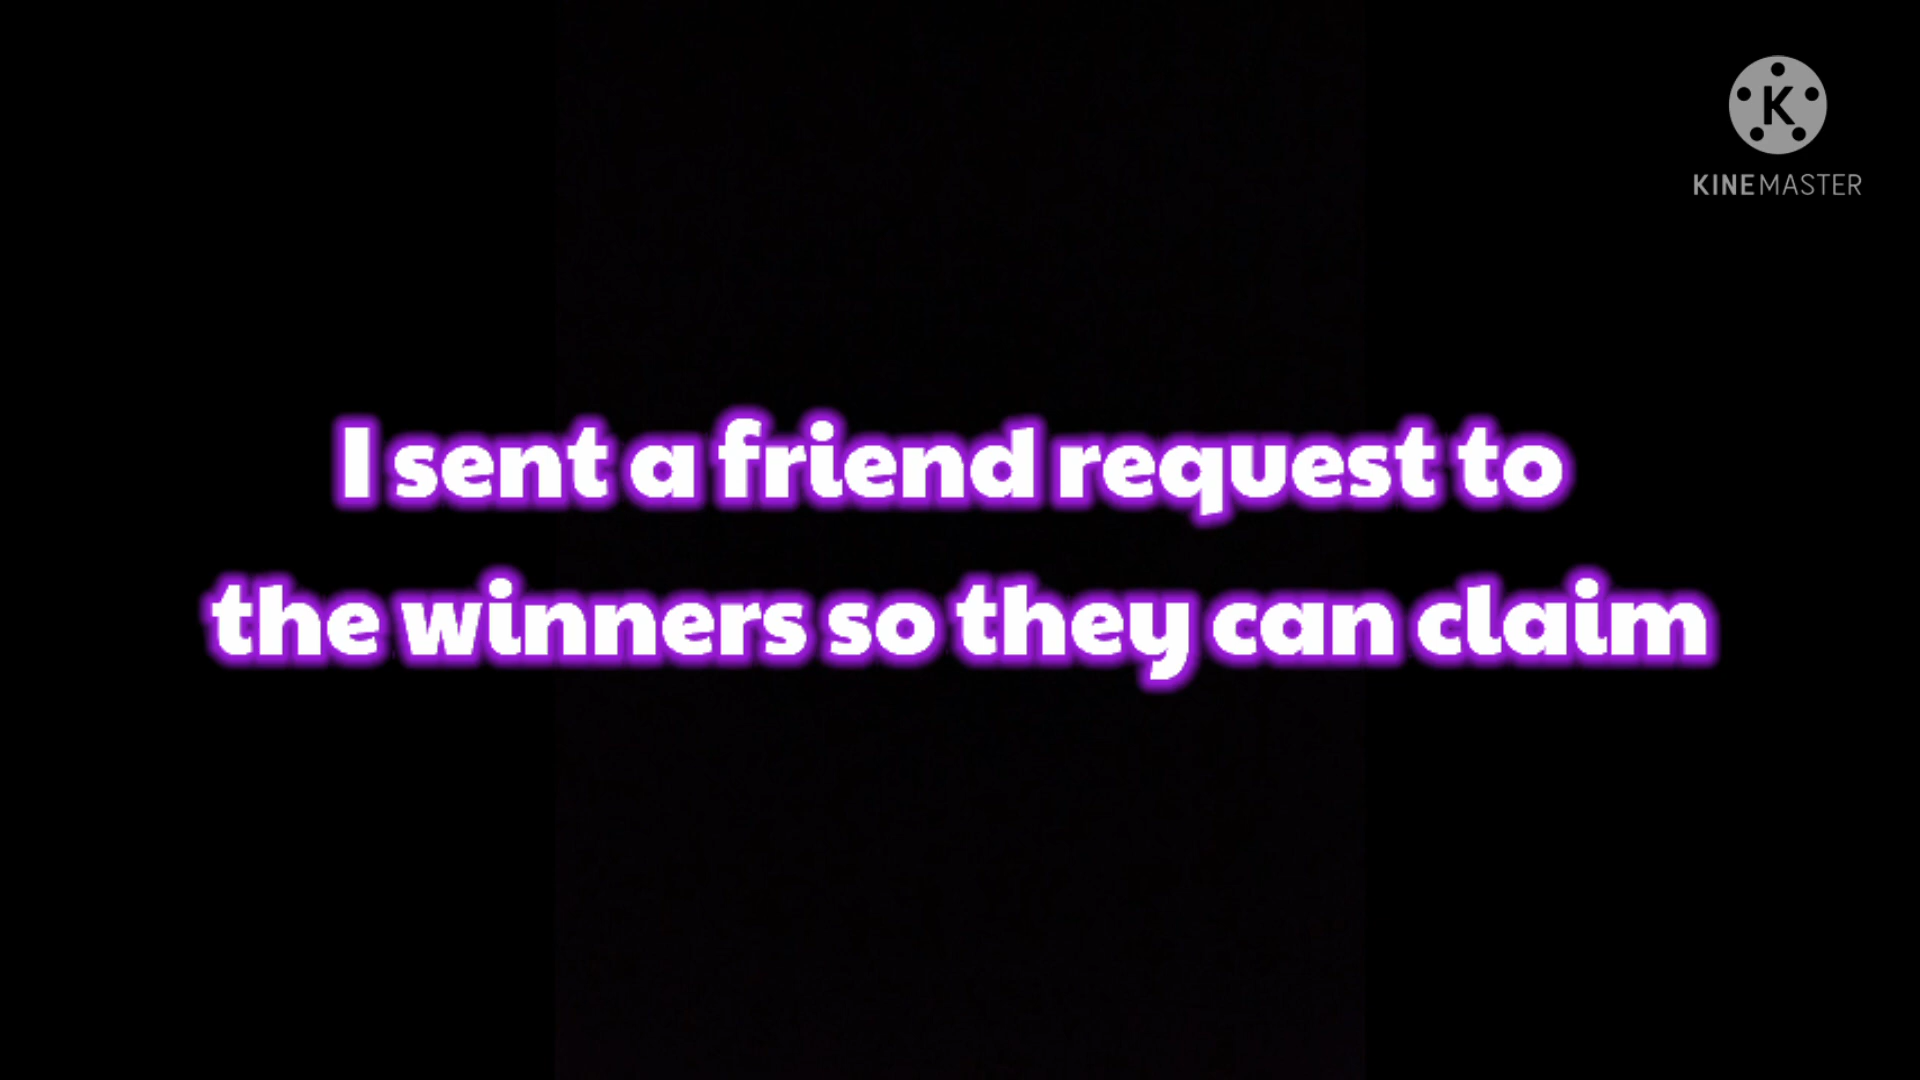 K
KINEMASTER
I sent a friend request to
the winners so they can claim